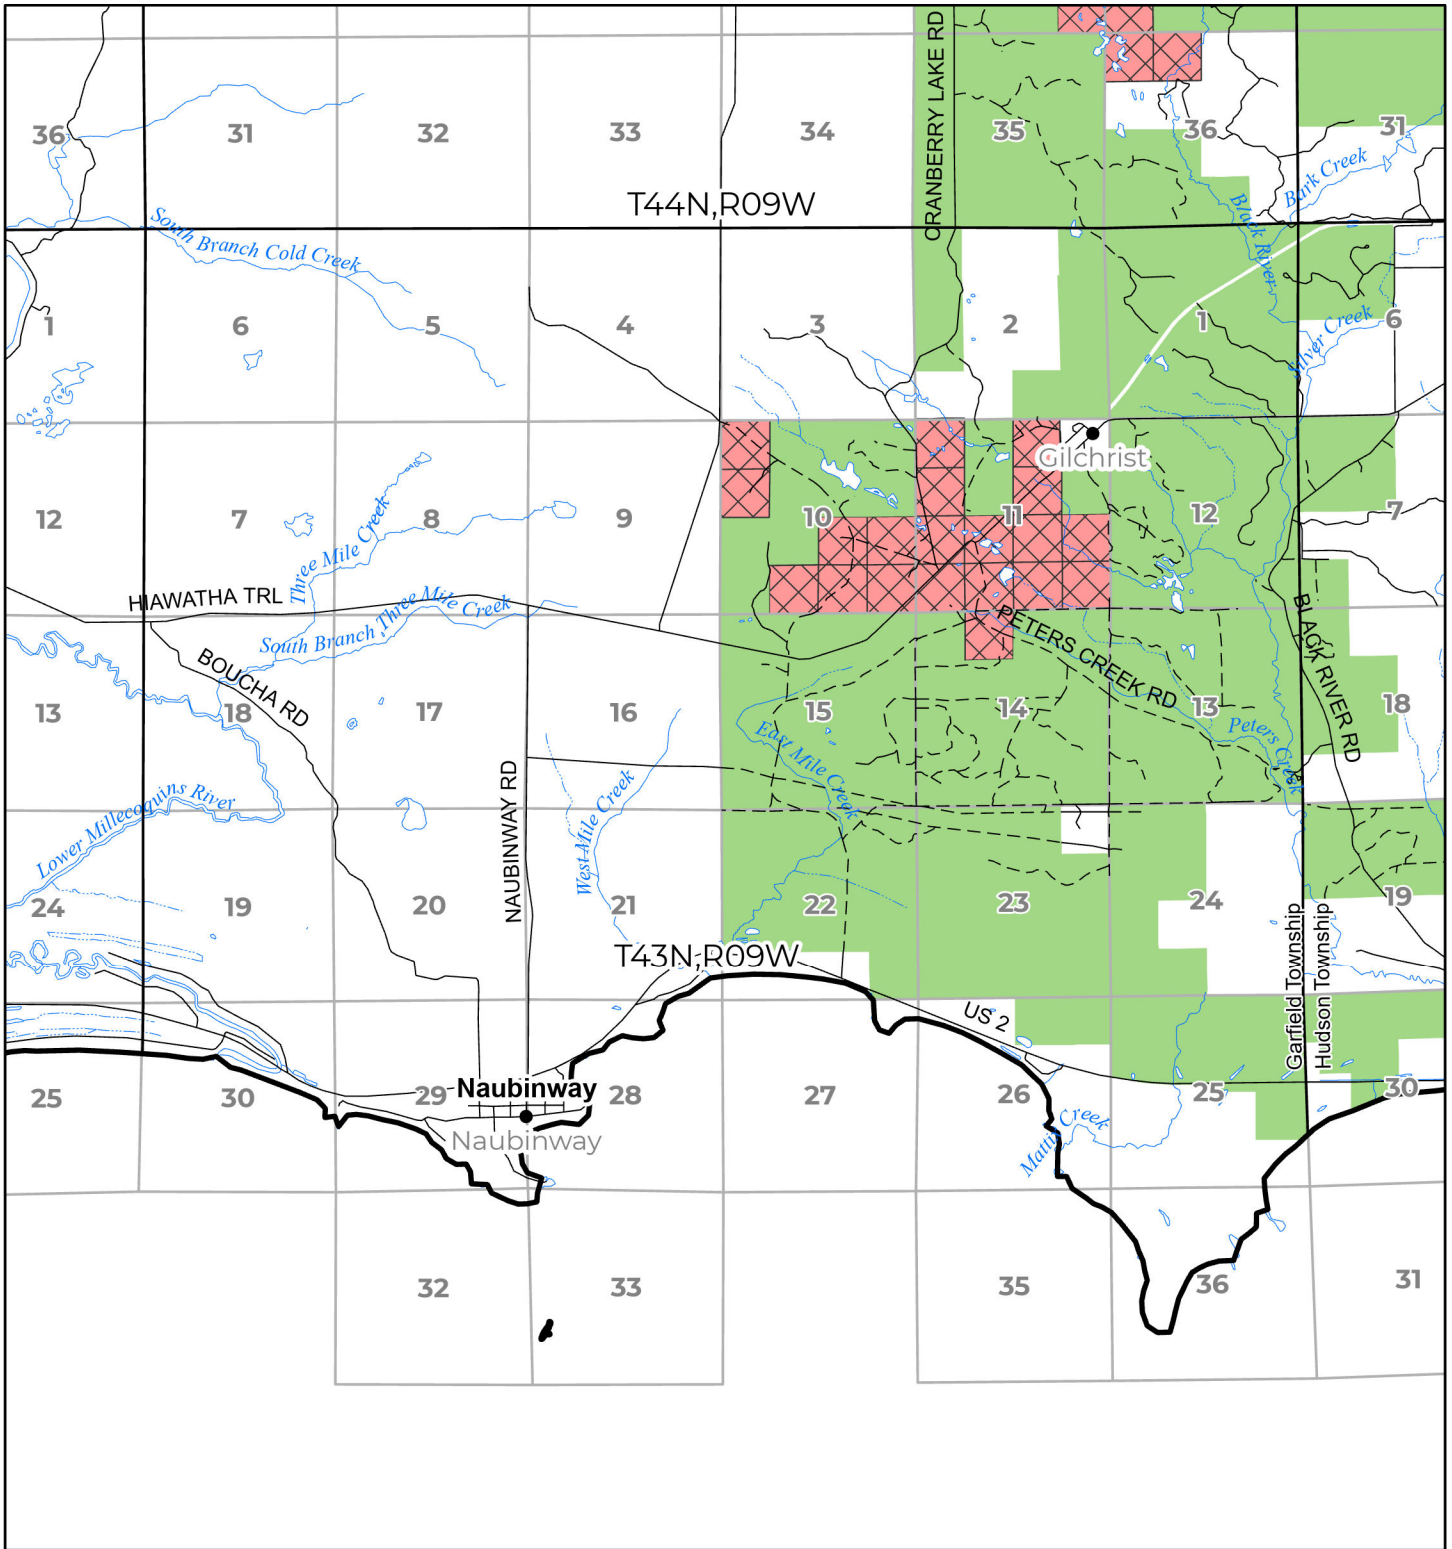 CRANBERRY LAKE RD
36
31
32
33
34
35
36
31
Bark Creek
T44N,R09W
Black River
South Branch Cold Creek
1
6
5
4
3
2
1
6
Silver Creek
Gilchrist
12
7
8
9
10
11
12
7
Three Mile Creek
HIAWATHA TRL
South Branch Three Mile Creek
PETERS CREEK RD
BLACK RIVER RD
BOUCHA RD
13
18
17
16
15
14
13
18
Peters Creek
East Mile Creek
NAUBINWAY RD
West Mile Creek
Lower Millecoquins River
24
19
20
21
22
23
24
19
T43N,R09W
Garfield Township
Hudson Township
US 2
25
30
29
Naubinway
28
27
26
25
30
Naubinway
Mattix Creek
32
33
35
36
31